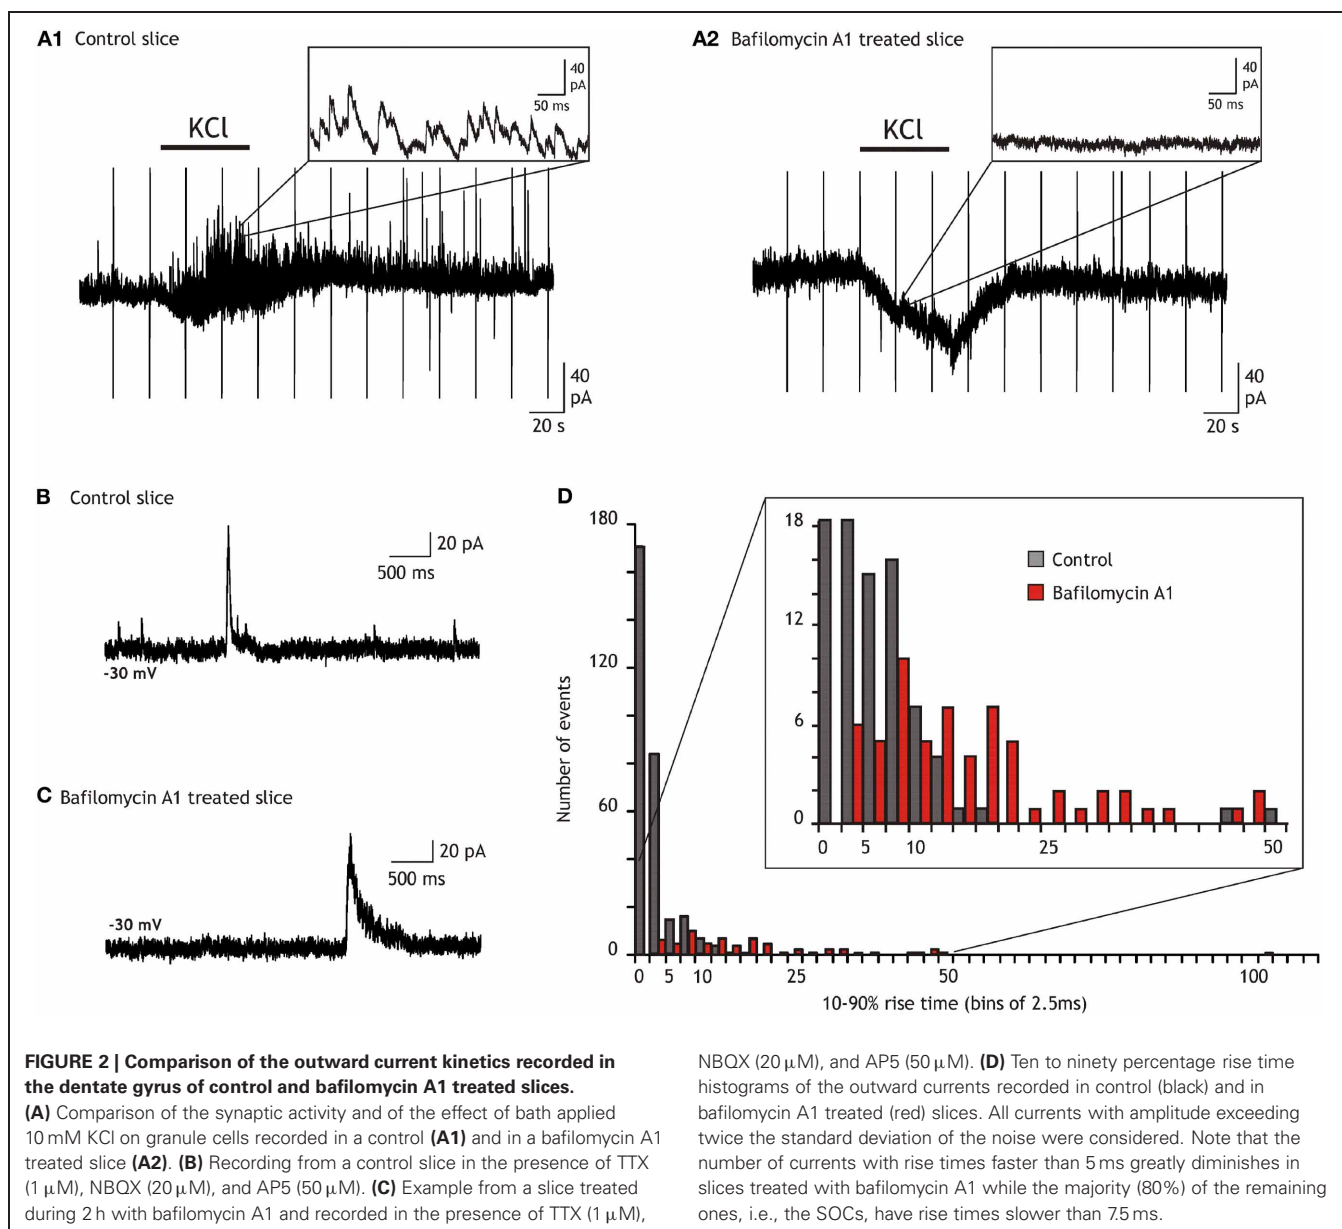 A1 Control slice
KCl
40
pA
50 ms
40
pA
20 s
A2 Bafilomycin A1 treated slice
KCl
40
pA
50 ms
40
pA
20 s
B Control slice
20 pA
500 ms
-30 mV
C Bafilomycin A1 treated slice
20 pA
500 ms
-30 mV
D
180
120
60
0
Number of events
0 5 10 25 50 100
10-90% rise time (bins of 2.5ms)
18
12
6
0
0 5 10 25 50
Control
Bafilomycin A1
FIGURE 2 | Comparison of the outward current kinetics recorded in
the dentate gyrus of control and bafilomycin A1 treated slices.
(A) Comparison of the synaptic activity and of the effect of bath applied
10 mM KCl on granule cells recorded in a control (A1) and in a bafilomycin A1
treated slice (A2). (B) Recording from a control slice in the presence of TTX
(1 μM), NBQX (20 μM), and AP5 (50 μM). (C) Example from a slice treated
during 2 h with bafilomycin A1 and recorded in the presence of TTX (1 μM),
NBQX (20 μM), and AP5 (50 μM). (D) Ten to ninety percentage rise time
histograms of the outward currents recorded in control (black) and in
bafilomycin A1 treated (red) slices. All currents with amplitude exceeding
twice the standard deviation of the noise were considered. Note that the
number of currents with rise times faster than 5 ms greatly diminishes in
slices treated with bafilomycin A1 while the majority (80%) of the remaining
ones, i.e., the SOCs, have rise times slower than 7.5 ms.